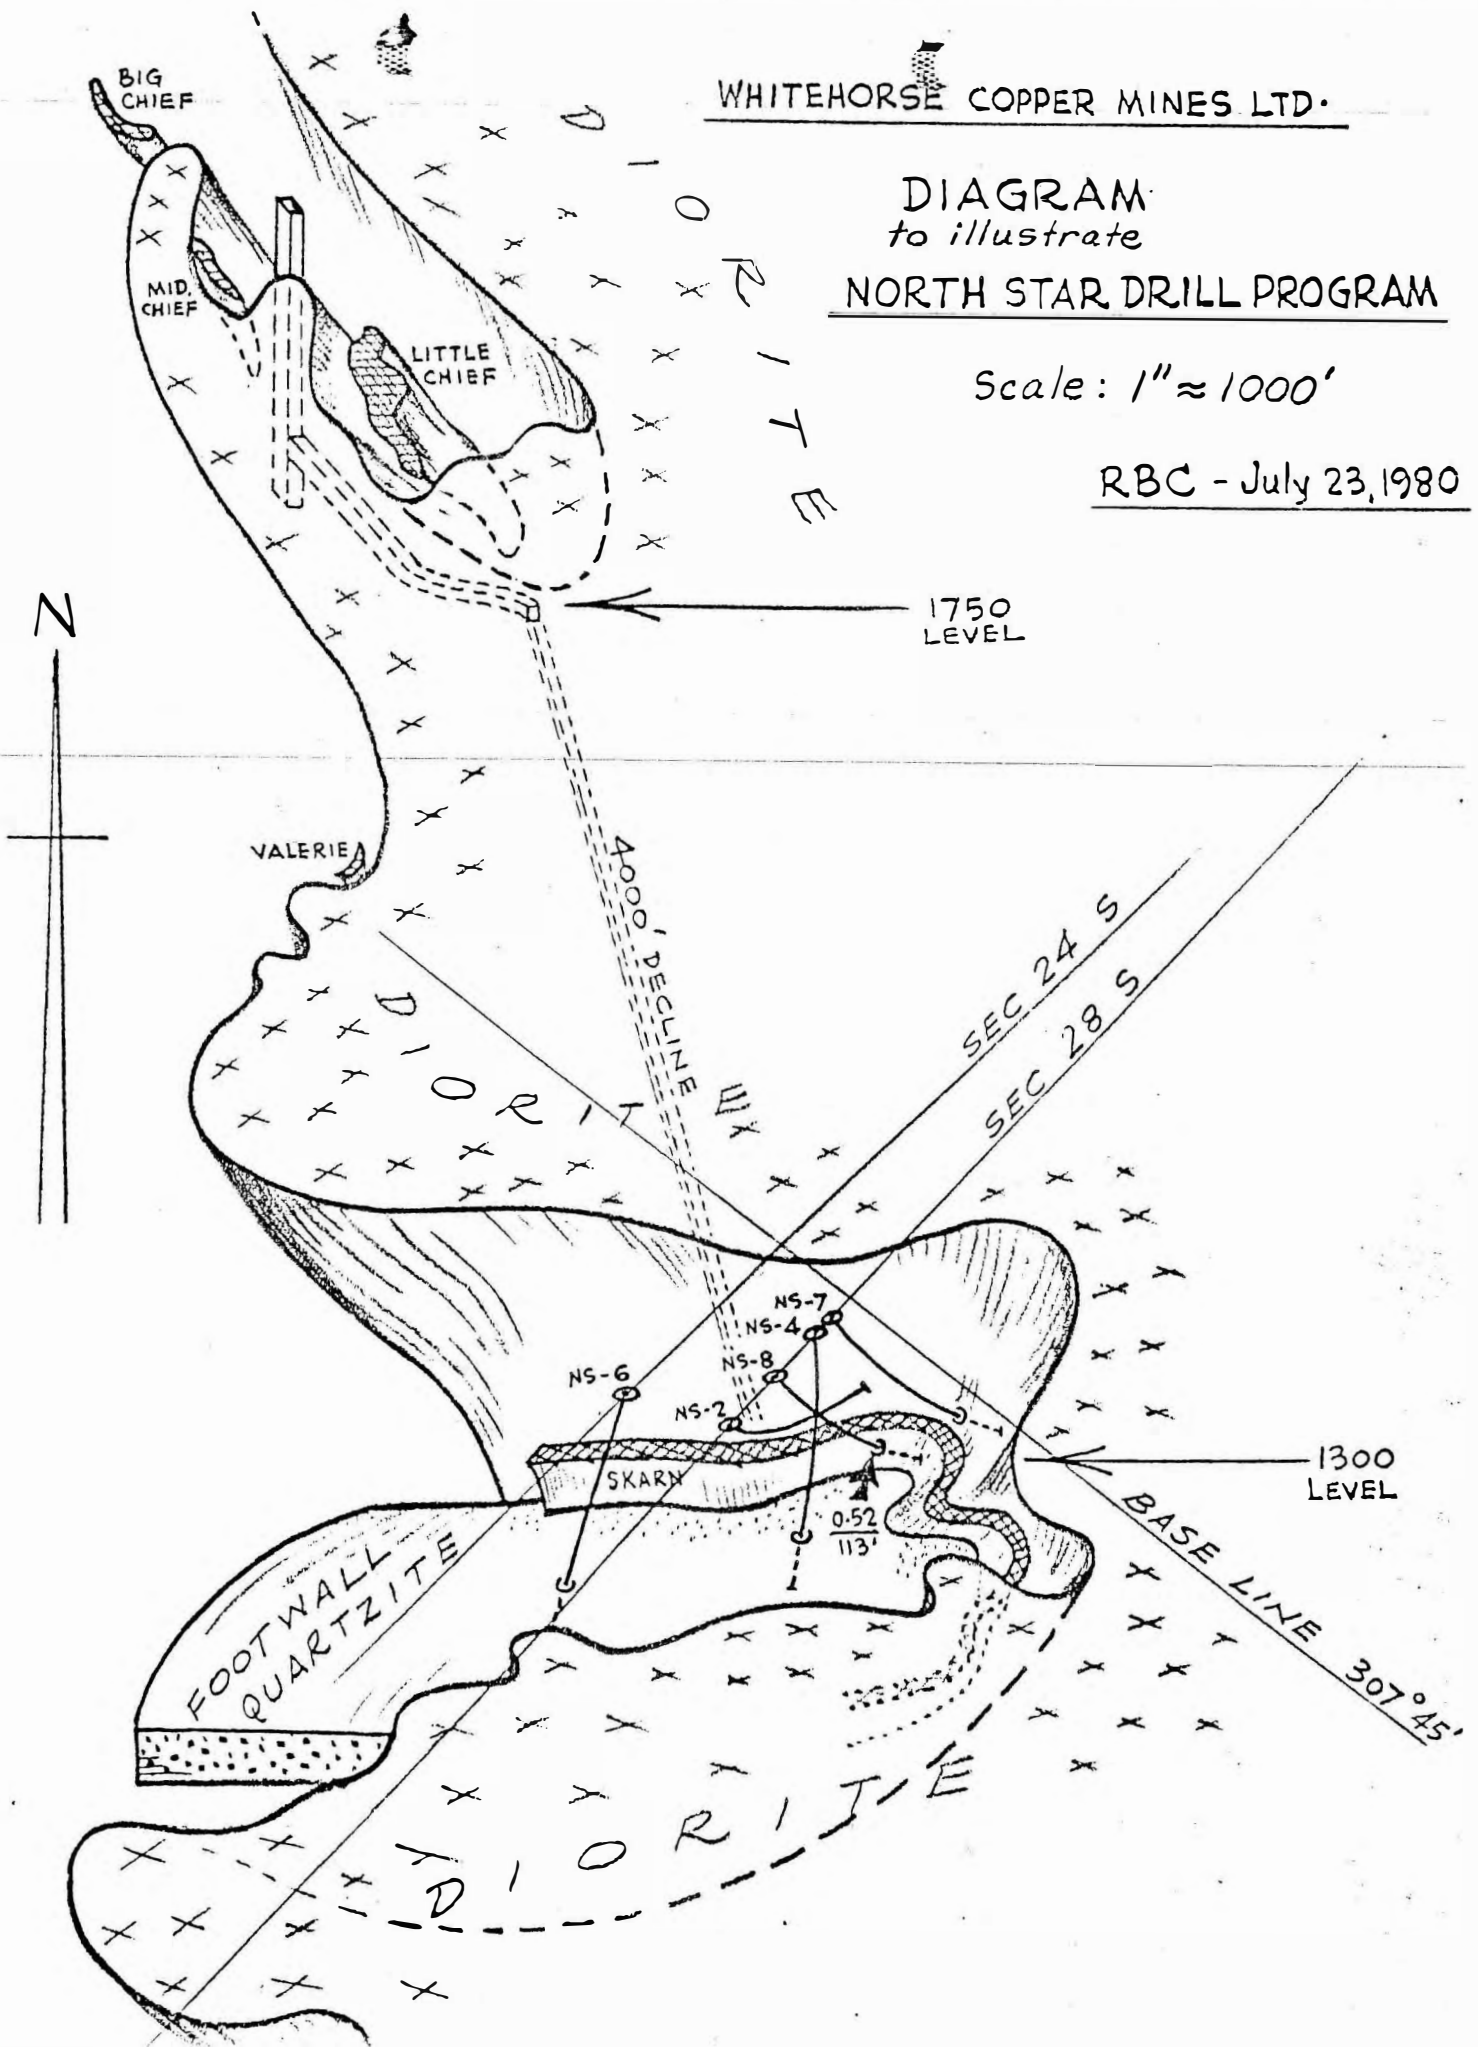 WHITEHORSE COPPER MINES LTD.
DIAGRAM
to illustrate
NORTH STAR DRILL PROGRAM
Scale: 1" ≈ 1000'
RBC - July 23, 1980
BIG
CHIEF
MID.
CHIEF
LITTLE
CHIEF
DIORITE
N
1750
LEVEL
VALERIE
4000' DECLINE
SEC 24 S
SEC 28 S
DIORITE
NS-7
NS-4
NS-8
NS-6
NS-2
SKARN
0.52
113'
1300
LEVEL
BASE LINE 307°45'
FOOTWALL
QUARTZITE
DIORITE